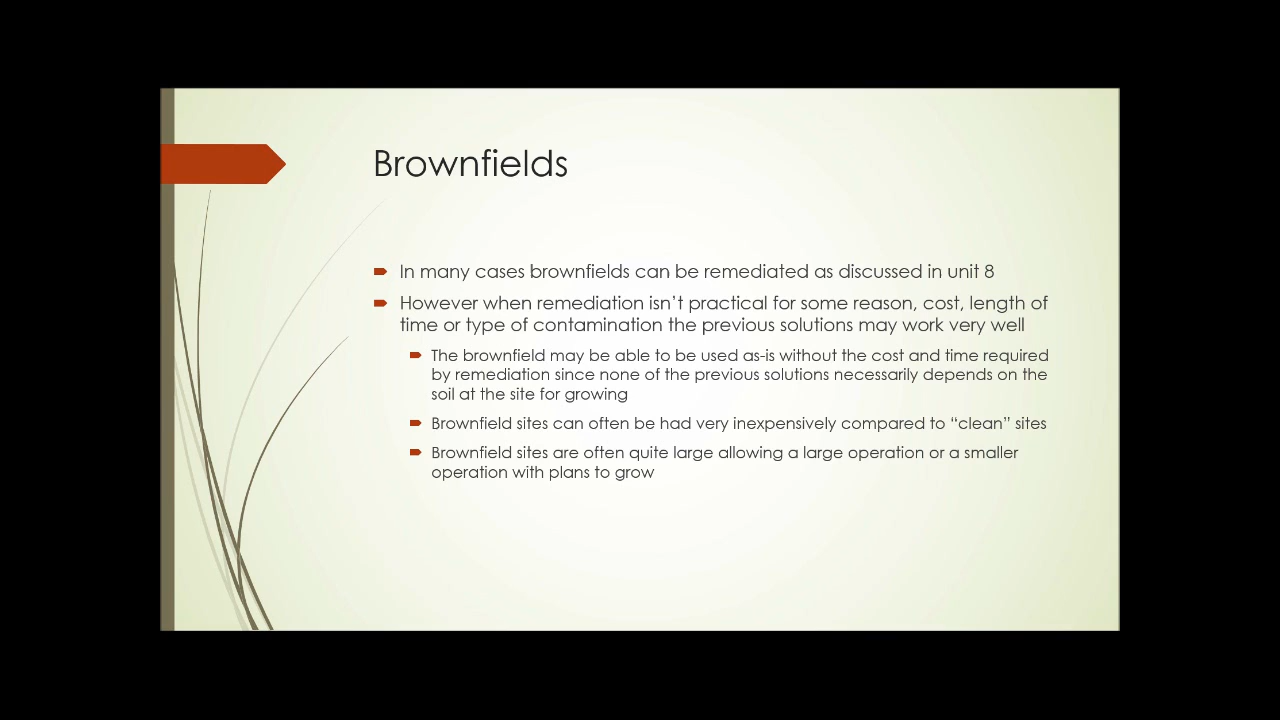 Brownfields
In many cases brownfields can be remediated as discussed in unit 8
However when remediation isn’t practical for some reason, cost, length of
time or type of contamination the previous solutions may work very well
The brownfield may be able to be used as-is without the cost and time required
by remediation since none of the previous solutions necessarily depends on the
soil at the site for growing
Brownfield sites can often be had very inexpensively compared to “clean” sites
Brownfield sites are often quite large allowing a large operation or a smaller
operation with plans to grow